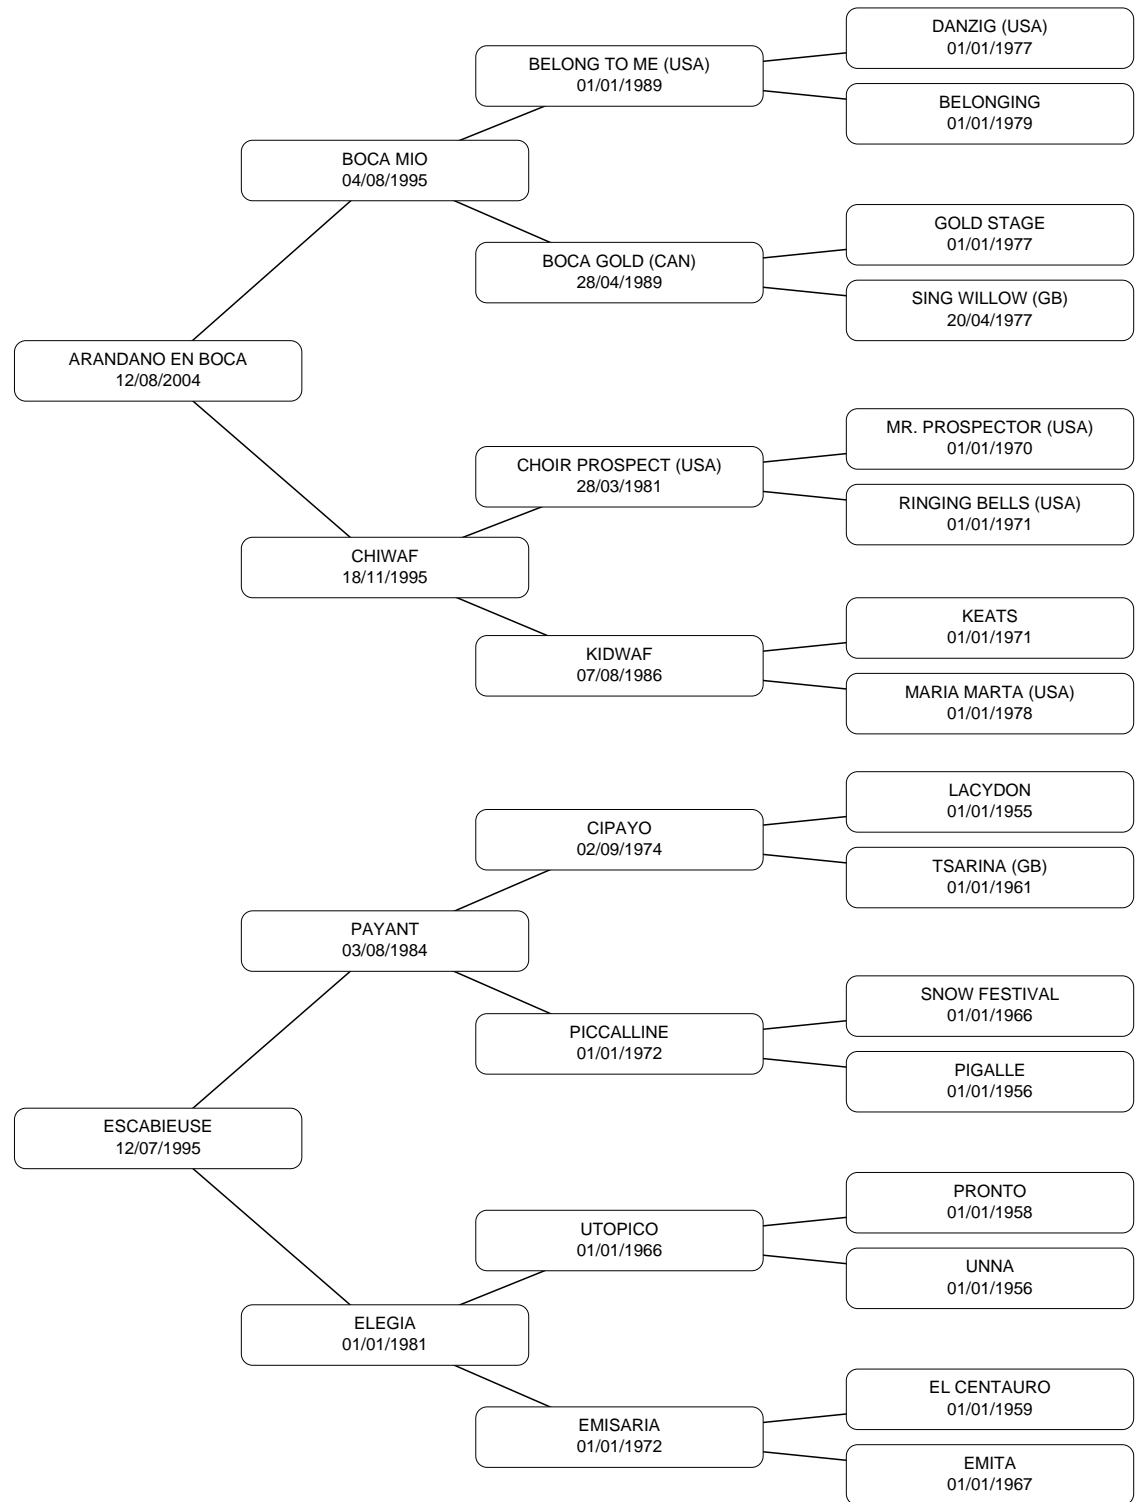 DANZIG (USA)
01/01/1977
BELONG TO ME (USA)
01/01/1989
BELONGING
01/01/1979
BOCA MIO
04/08/1995
GOLD STAGE
01/01/1977
BOCA GOLD (CAN)
28/04/1989
SING WILLOW (GB)
20/04/1977
ARANDANO EN BOCA
12/08/2004
MR. PROSPECTOR (USA)
01/01/1970
CHOIR PROSPECT (USA)
28/03/1981
RINGING BELLS (USA)
01/01/1971
CHIWAF
18/11/1995
KEATS
01/01/1971
KIDWAF
07/08/1986
MARIA MARTA (USA)
01/01/1978
LACYDON
01/01/1955
CIPAYO
02/09/1974
TSARINA (GB)
01/01/1961
PAYANT
03/08/1984
SNOW FESTIVAL
01/01/1966
PICCALLINE
01/01/1972
PIGALLE
01/01/1956
ESCABIEUSE
12/07/1995
PRONTO
01/01/1958
UTOPICO
01/01/1966
UNNA
01/01/1956
ELEGIA
01/01/1981
EL CENTAURO
01/01/1959
EMISARIA
01/01/1972
EMITA
01/01/1967